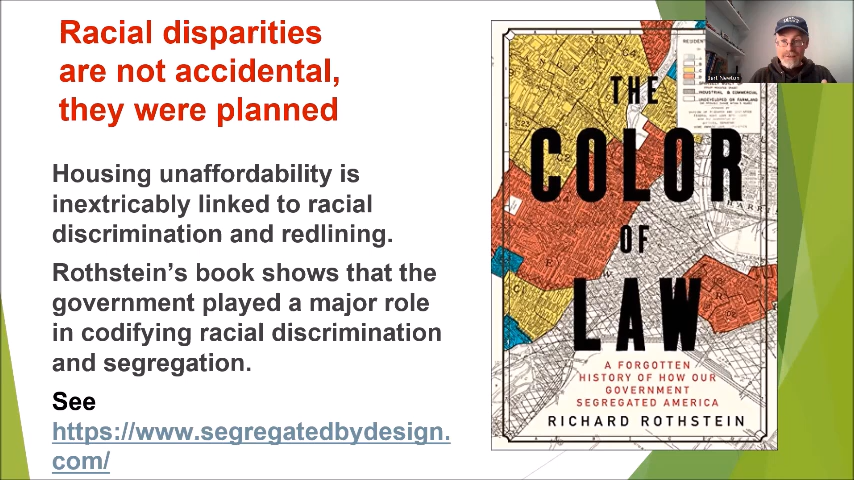 Racial disparities
are not accidental,
they were planned
Housing unaffordability is
inextricably linked to racial
discrimination and redlining.
Rothstein’s book shows that the
government played a major role
in codifying racial discrimination
and segregation.
See
https://www.segregatedbydesign.
com/
THE
COLOR
OF
LAW
A FORGOTTEN
HISTORY OF HOW OUR
GOVERNMENT
SEGREGATED AMERICA
RICHARD ROTHSTEIN